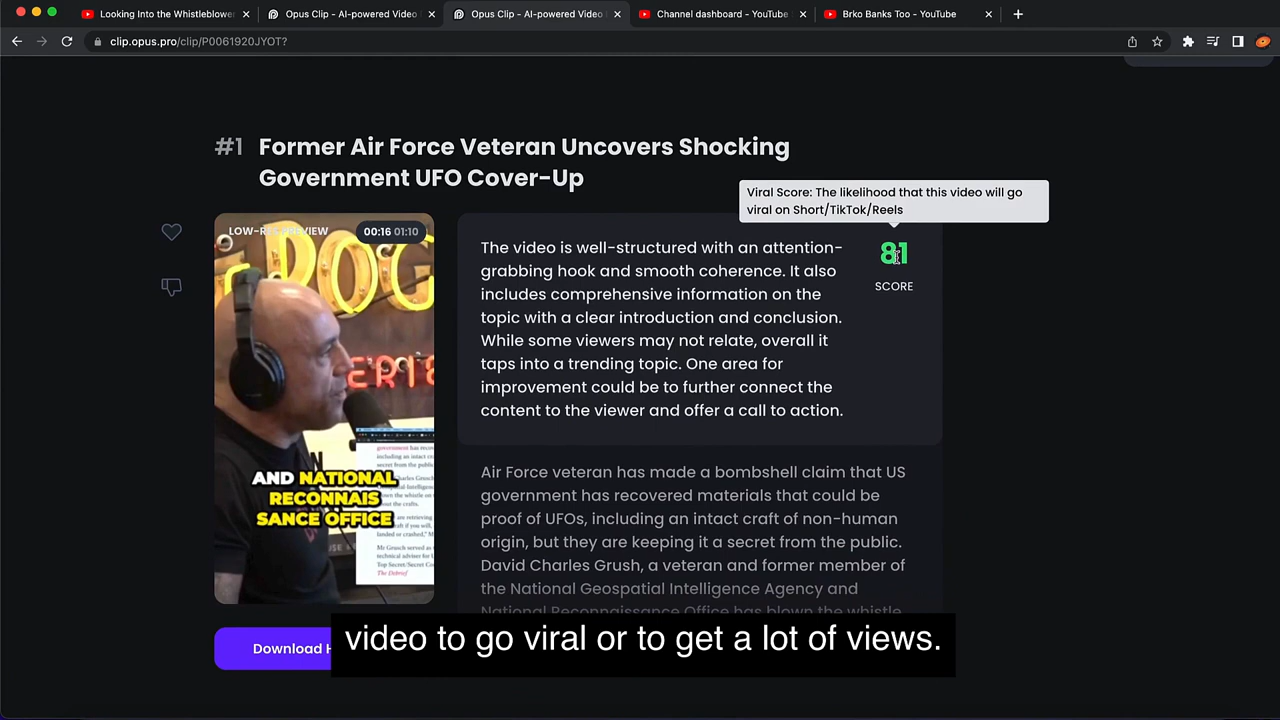 Looking Into the Whistleblower
Opus Clip - AI-powered Video
Opus Clip - AI-powered Video
Channel dashboard - YouTube
Brko Banks Too - YouTube
clip.opus.pro/clip/P0061920JYOT?
#1 Former Air Force Veteran Uncovers Shocking
Government UFO Cover-Up
Viral Score: The likelihood that this video will go
viral on Short/TikTok/Reels
LOW-RES PREVIEW
00:16 01:10
81
SCORE
The video is well-structured with an attention-
grabbing hook and smooth coherence. It also
includes comprehensive information on the
topic with a clear introduction and conclusion.
While some viewers may not relate, overall it
taps into a trending topic. One area for
improvement could be to further connect the
content to the viewer and offer a call to action.
AND NATIONAL
RECONNAIS
SANCE OFFICE
Air Force veteran has made a bombshell claim that US
government has recovered materials that could be
proof of UFOs, including an intact craft of non-human
origin, but they are keeping it a secret from the public.
David Charles Grush, a veteran and former member of
the National Geospatial Intelligence Agency and
National Reconnaissance Office has blown the whistle
Download H
video to go viral or to get a lot of views.